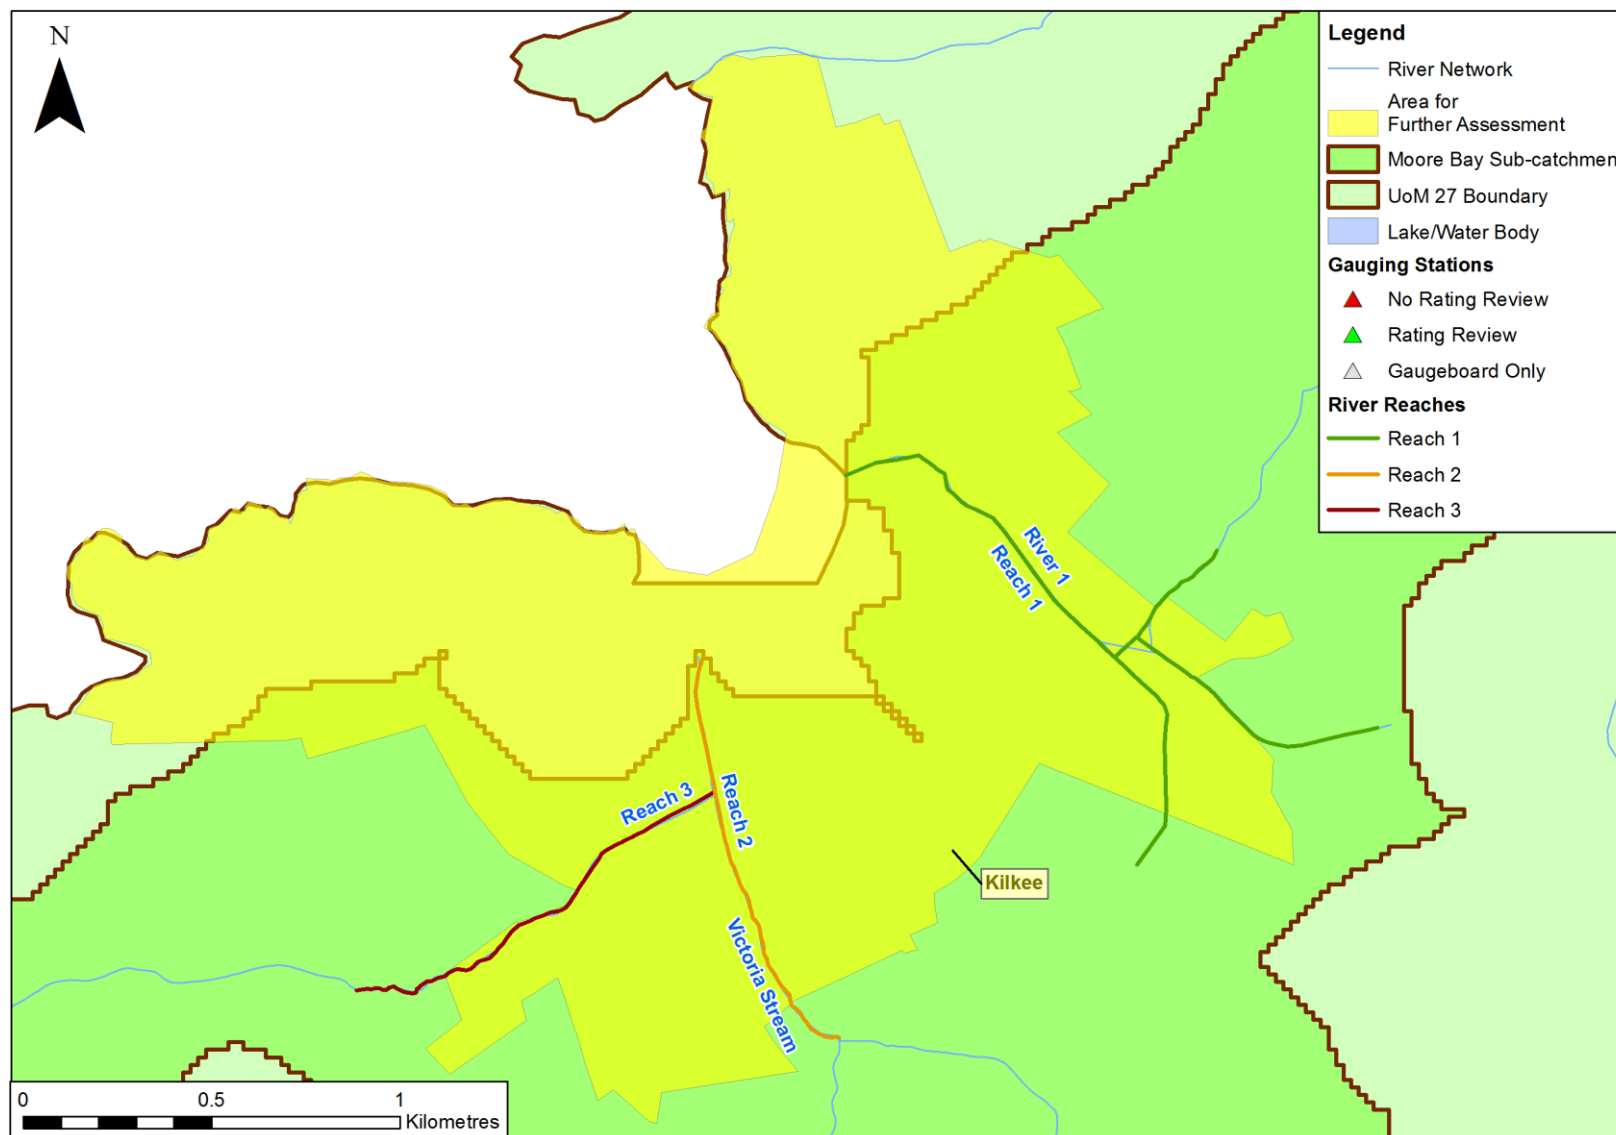 N
Legend
River Network
Area for
Further Assessment
Moore Bay Sub-catchmen
UoM 27 Boundary
Lake/Water Body
Gauging Stations
No Rating Review
Rating Review
Gaugeboard Only
River Reaches
Reach 1
Reach 2
Reach 3
River 1
Reach 1
Reach 3
Reach 2
Kilkee
Victoria Stream
0 0.5 1
Kilometres